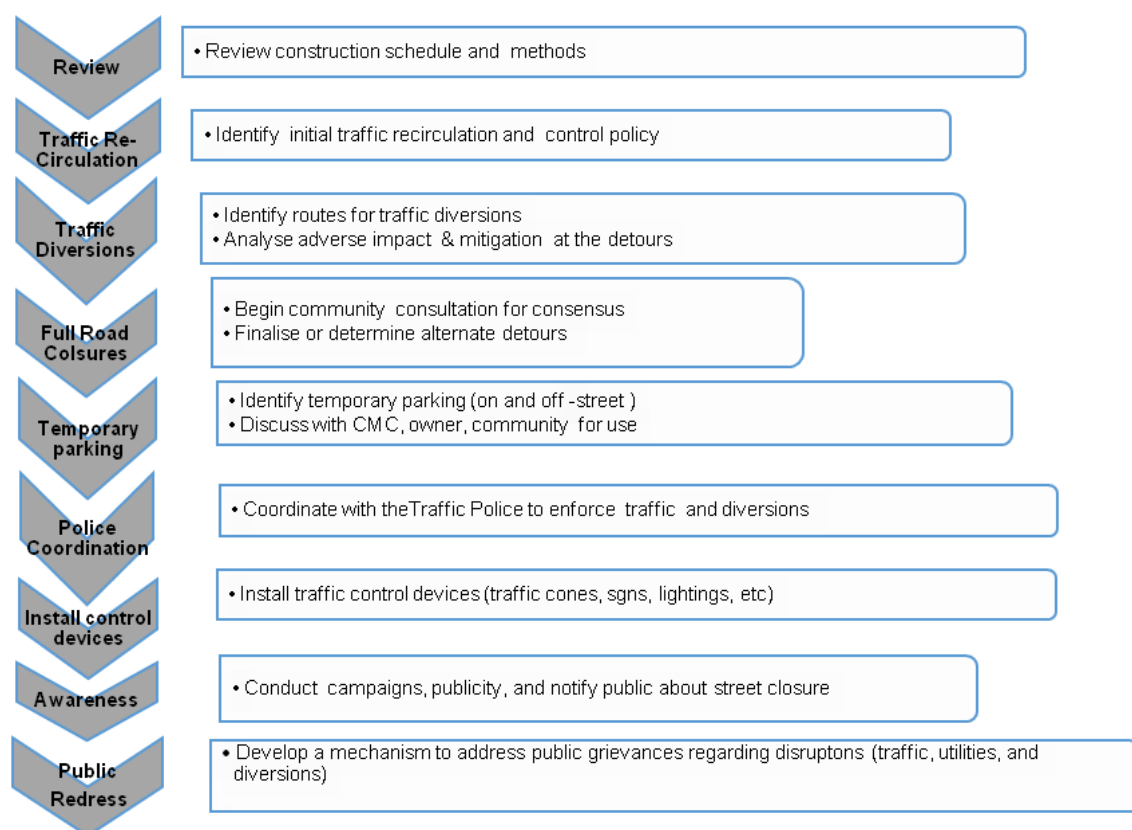 Review
• Review construction schedule and methods
Traffic Re-
Circulation
• Identify initial traffic recirculation and control policy
Traffic
Diversions
• Identify routes for traffic diversions
• Analyse adverse impact & mitigation at the detours
Full Road
Colsures
• Begin community consultation for consensus
• Finalise or determine alternate detours
Temporary
parking
• Identify temporary parking (on and off -street )
• Discuss with CMC, owner, community for use
Police
Coordination
• Coordinate with theTraffic Police to enforce traffic and diversions
Install control
devices
• Install traffic control devices (traffic cones, sgns, lightings, etc)
Awareness
• Conduct campaigns, publicity, and notify public about street closure
Public
Redress
• Develop a mechanism to address public grievances regarding disruptons (traffic, utilities, and
diversions)